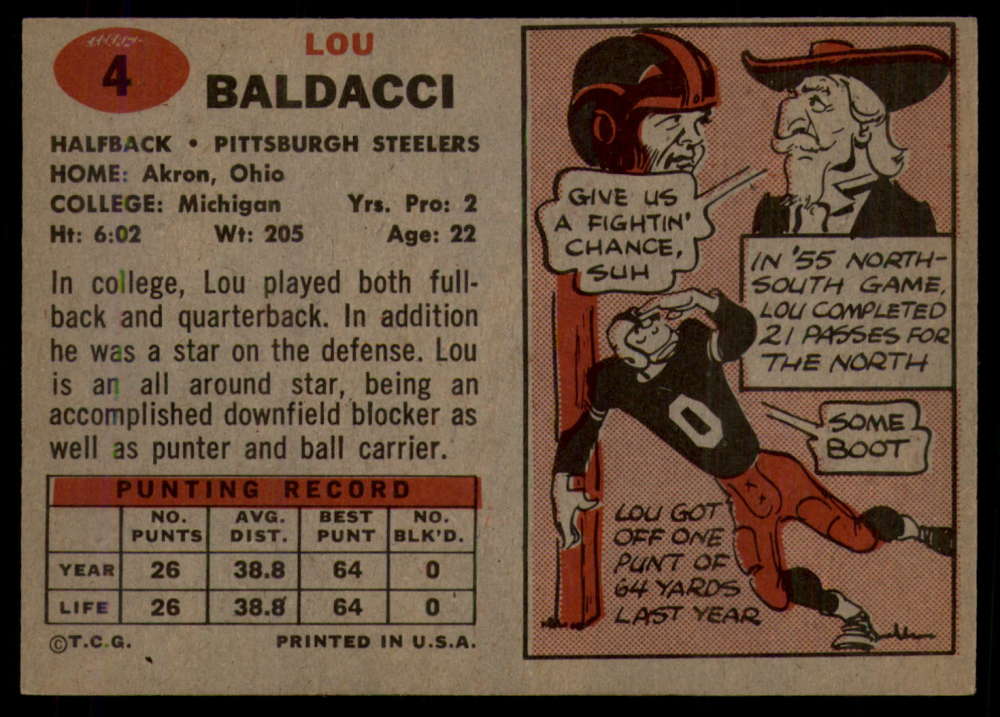 4
LOU
BALDACCI
HALFBACK • PITTSBURGH STEELERS
HOME: Akron, Ohio
COLLEGE: Michigan Yrs. Pro: 2
Ht: 6:02 Wt: 205 Age: 22
In college, Lou played both full-
back and quarterback. In addition
he was a star on the defense. Lou
is an all around star, being an
accomplished downfield blocker as
well as punter and ball carrier.
PUNTING RECORD
NO. PUNTS AVG. DIST. BEST PUNT NO. BLK'D.
YEAR 26 38.8 64 0
LIFE 26 38.8 64 0
©T.C.G. PRINTED IN U.S.A.
GIVE US
A FIGHTIN'
CHANCE,
SUH
IN '55 NORTH-
SOUTH GAME,
LOU COMPLETED
21 PASSES FOR
THE NORTH
0
SOME
BOOT
LOU GOT
OFF ONE
PUNT OF
64 YARDS
LAST YEAR